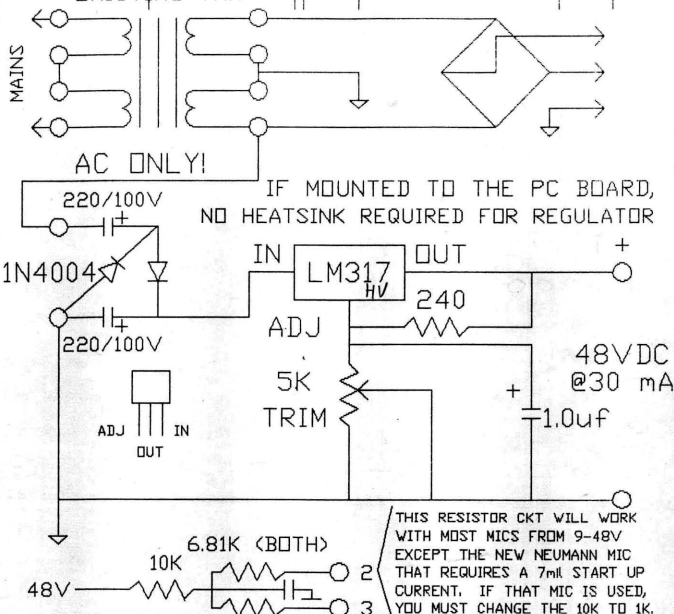 MAINS
AC ONLY!
220/100V
+
IF MOUNTED TO THE PC BOARD,
NO HEATSINK REQUIRED FOR REGULATOR
1N4004
IN
LM317
HV
OUT
+
220/100V
+
ADJ
240
48VDC
@30 mA
5K
TRIM
+
1.0uf
ADJ
IN
OUT
6.81K (BOTH)
10K
48V
2
3
THIS RESISTOR CKT WILL WORK
WITH MOST MICS FROM 9-48V
EXCEPT THE NEW NEUMANN MIC
THAT REQUIRES A 7mil START UP
CURRENT. IF THAT MIC IS USED,
YOU MUST CHANGE THE 10K TO 1K.